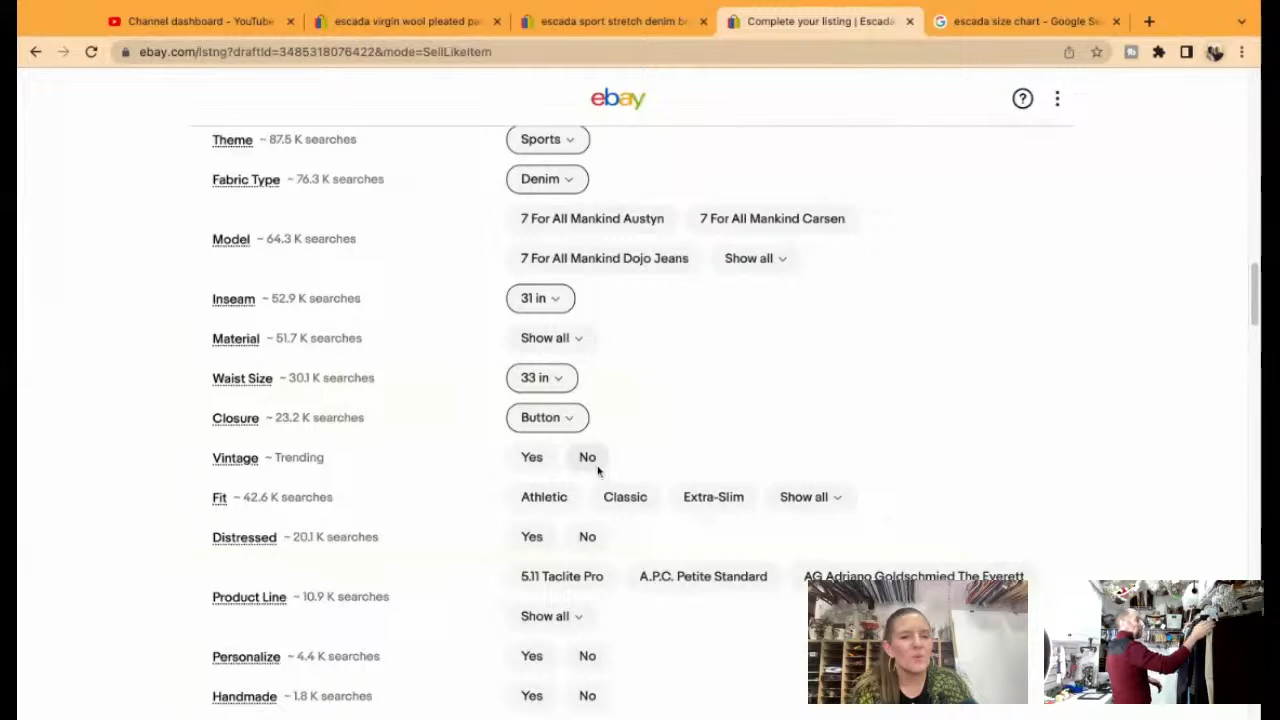 Channel dashboard - YouTube
escada virgin wool pleated pa
escada sport stretch denim br
Complete your listing | Escada
escada size chart - Google Se
ebay.com/lstng?draftId=3485318076422&mode=SellLikeItem
ebay
Theme ~ 87.5 K searches Sports
Fabric Type ~ 76.3 K searches Denim
7 For All Mankind Austyn 7 For All Mankind Carsen
Model ~ 64.3 K searches
7 For All Mankind Dojo Jeans Show all
Inseam ~ 52.9 K searches 31 in
Material ~ 51.7 K searches Show all
Waist Size ~ 30.1 K searches 33 in
Closure ~ 23.2 K searches Button
Vintage ~ Trending Yes No
Fit ~ 42.6 K searches Athletic Classic Extra-Slim Show all
Distressed ~ 20.1 K searches Yes No
5.11 Taclite Pro A.P.C. Petite Standard AG Adriano Goldschmied The Everett
Product Line ~ 10.9 K searches
Show all
Personalize ~ 4.4 K searches Yes No
Handmade ~ 1.8 K searches Yes No